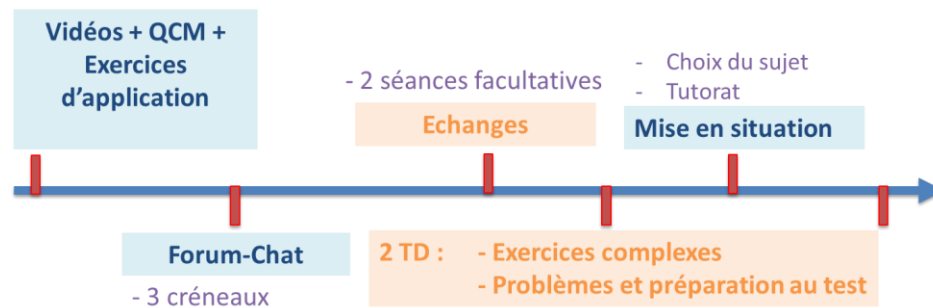 Vidéos + QCM +
Exercices
d'application
- 2 séances facultatives
Echanges
- Choix du sujet
- Tutorat
Mise en situation
Forum-Chat
- 3 créneaux
2 TD : - Exercices complexes
- Problèmes et préparation au test